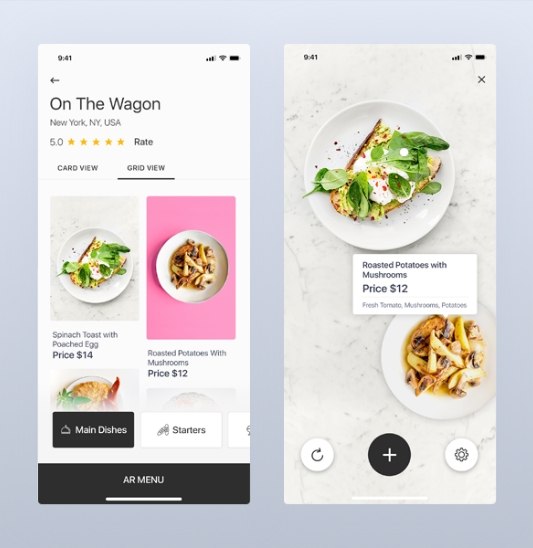 9:41
On The Wagon
New York, NY, USA
5.0 Rate
CARD VIEW GRID VIEW
Spinach Toast with
Poached Egg
Price $14
Roasted Potatoes With
Mushrooms
Price $12
Main Dishes Starters
AR MENU
9:41
Roasted Potatoes with
Mushrooms
Price $12
Fresh Tomato, Mushrooms, Potatoes